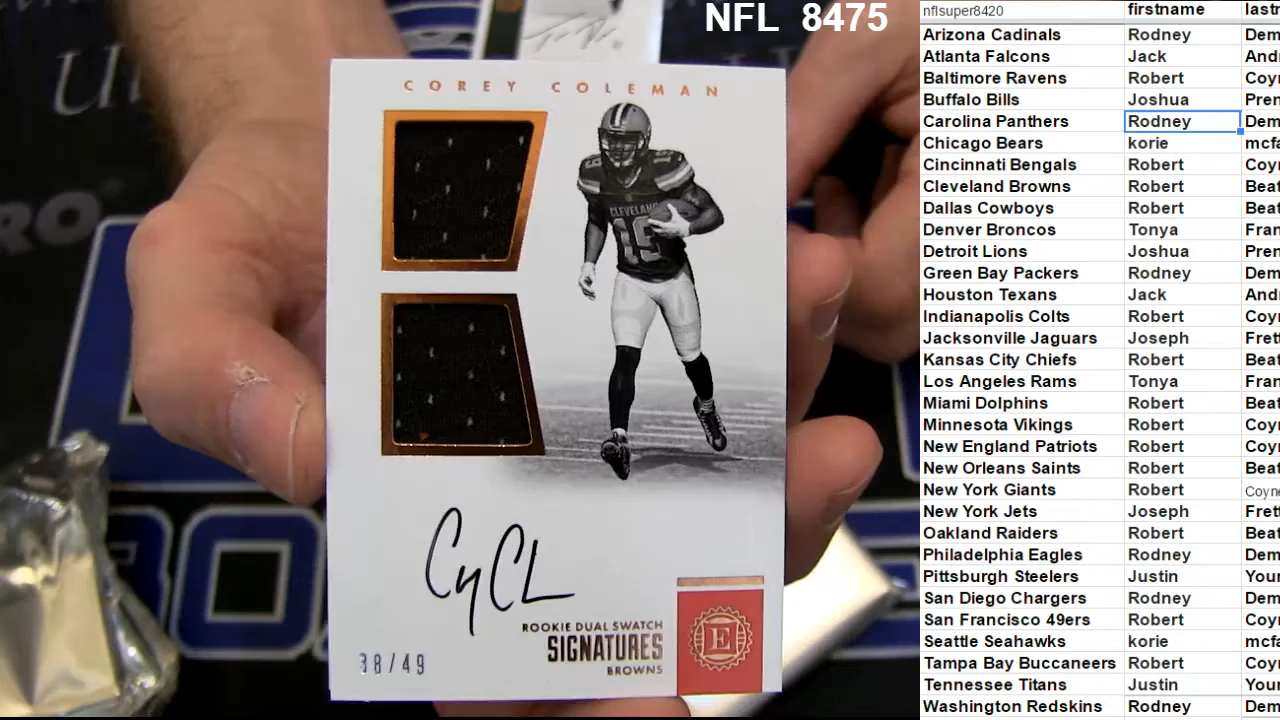 NFL 8475
COREY COLEMAN
CLEVELAND
19
ROOKIE DUAL SWATCH
SIGNATURES
BROWNS
E
38/49
nflsuper8420 firstname
Arizona Cadinals Rodney
Atlanta Falcons Jack
Baltimore Ravens Robert
Buffalo Bills Joshua
Carolina Panthers Rodney
Chicago Bears korie
Cincinnati Bengals Robert
Cleveland Browns Robert
Dallas Cowboys Robert
Denver Broncos Tonya
Detroit Lions Joshua
Green Bay Packers Rodney
Houston Texans Jack
Indianapolis Colts Robert
Jacksonville Jaguars Joseph
Kansas City Chiefs Robert
Los Angeles Rams Tonya
Miami Dolphins Robert
Minnesota Vikings Robert
New England Patriots Robert
New Orleans Saints Robert
New York Giants Robert Coyne
New York Jets Joseph
Oakland Raiders Robert
Philadelphia Eagles Rodney
Pittsburgh Steelers Justin
San Diego Chargers Rodney
San Francisco 49ers Robert
Seattle Seahawks korie
Tampa Bay Buccaneers Robert
Tennessee Titans Justin
Washington Redskins Rodney